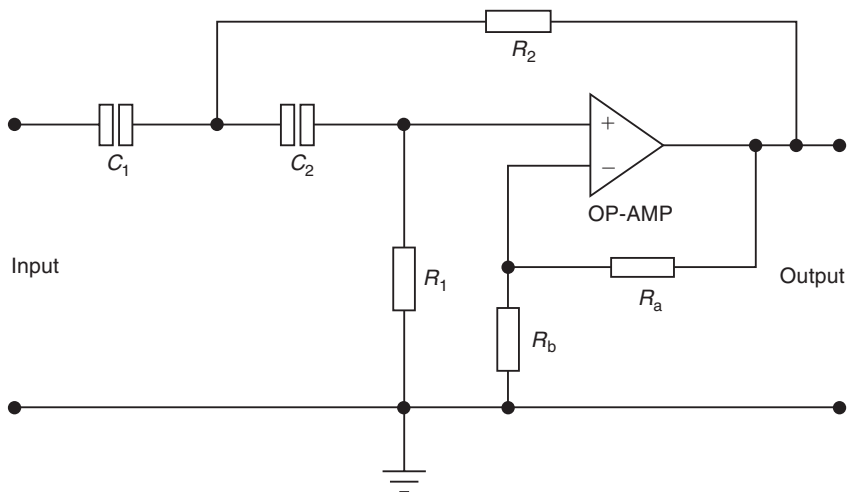 R2
+
C1
C2
−
OP-AMP
Input
R1
Ra
Output
Rb